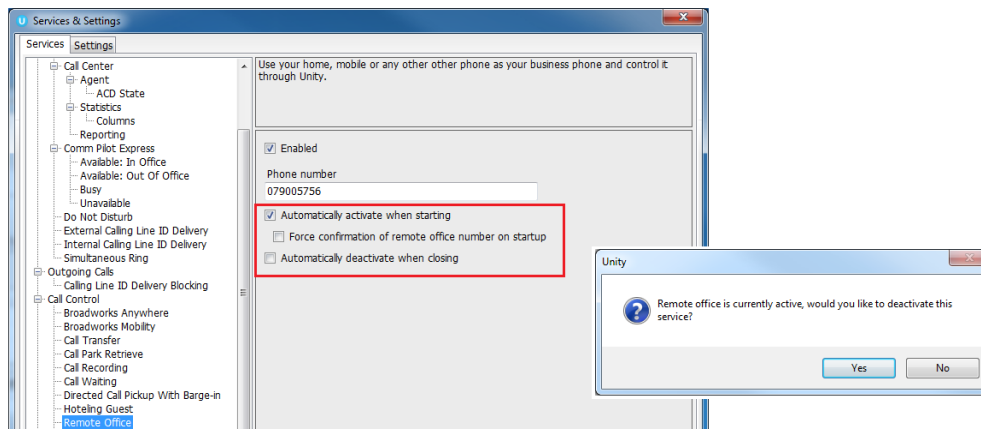 U Services & Settings
Services Settings
Call Center
Agent
ACD State
Statistics
Columns
Reporting
Comm Pilot Express
Available: In Office
Available: Out Of Office
Busy
Unavailable
Do Not Disturb
External Calling Line ID Delivery
Internal Calling Line ID Delivery
Simultaneous Ring
Outgoing Calls
Calling Line ID Delivery Blocking
Call Control
Broadworks Anywhere
Broadworks Mobility
Call Transfer
Call Park Retrieve
Call Recording
Call Waiting
Directed Call Pickup With Barge-in
Hoteling Guest
Remote Office
Use your home, mobile or any other other phone as your business phone and control it
through Unity.
Enabled
Phone number
079005756
Automatically activate when starting
Force confirmation of remote office number on startup
Automatically deactivate when closing
Unity
Remote office is currently active, would you like to deactivate this
service?
Yes No